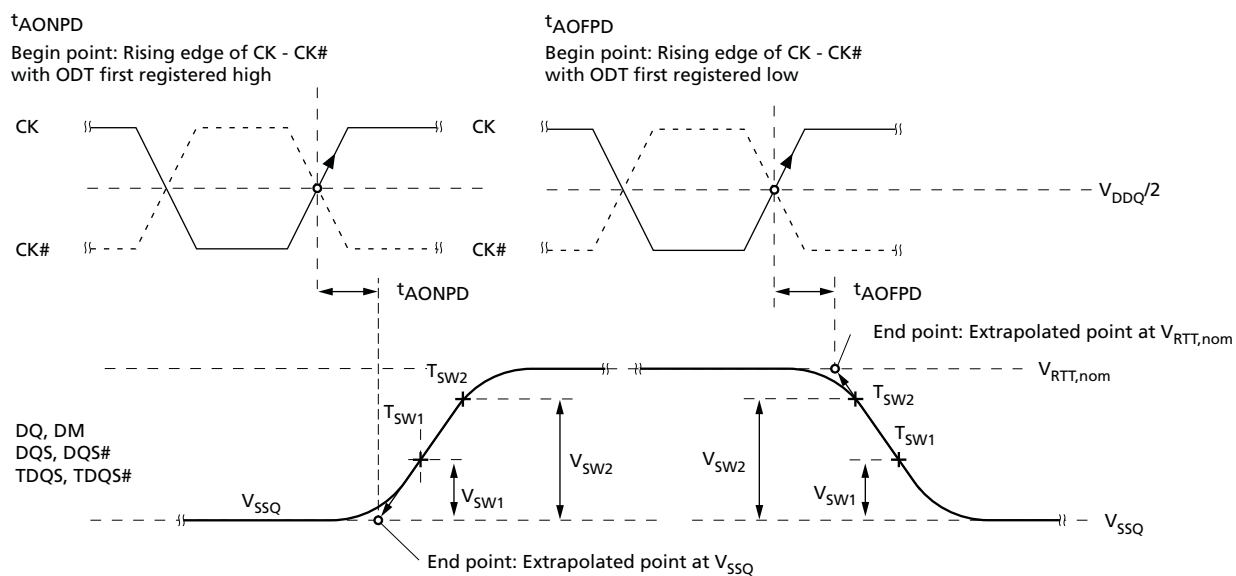 tAONPD
Begin point: Rising edge of CK - CK#
with ODT first registered high
tAOFPD
Begin point: Rising edge of CK - CK#
with ODT first registered low
CK
CK
VDDQ/2
CK#
CK#
tAONPD
tAOFPD
End point: Extrapolated point at VRTT,nom
TSW2
VRTT,nom
TSW2
TSW1
TSW1
DQ, DM
DQS, DQS#
TDQS, TDQS#
VSW2
VSW2
VSSQ
VSW1
VSW1
VSSQ
End point: Extrapolated point at VSSQ